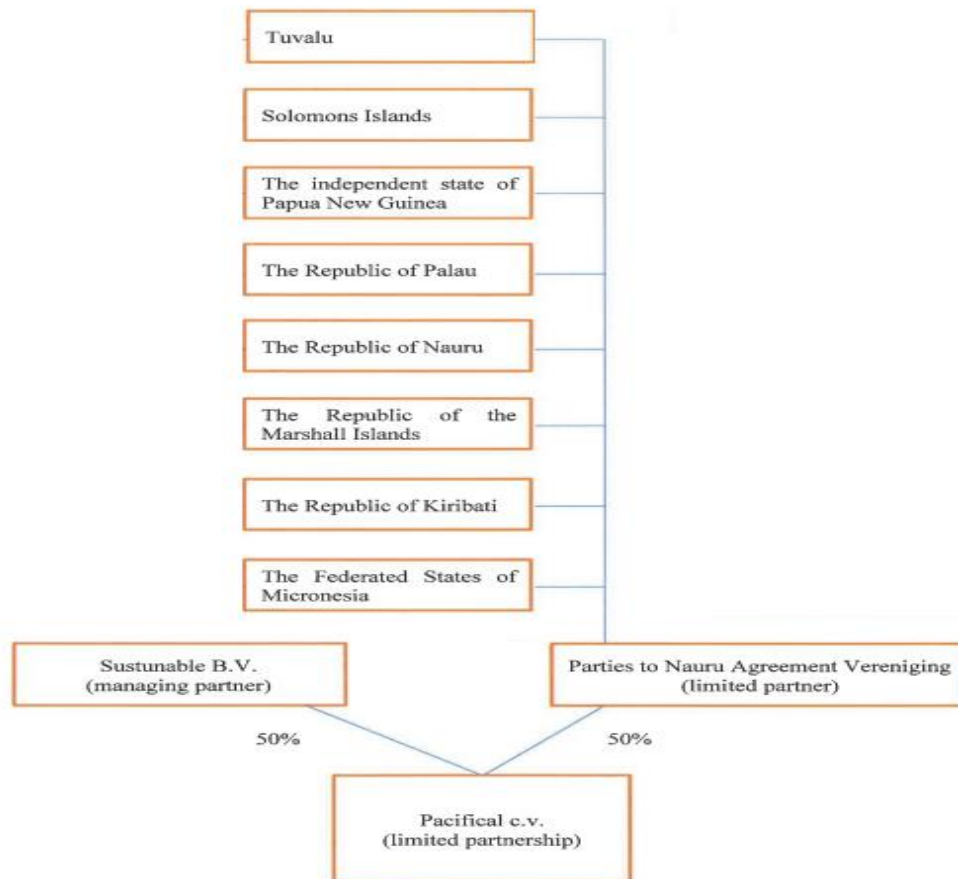 Tuvalu
Solomons Islands
The independent state of
Papua New Guinea
The Republic of Palau
The Republic of Nauru
The Republic of the
Marshall Islands
The Republic of Kiribati
The Federated States of
Micronesia
Sustunable B.V.
(managing partner)
Parties to Nauru Agreement Vereniging
(limited partner)
50%
50%
Pacifical c.v.
(limited partnership)